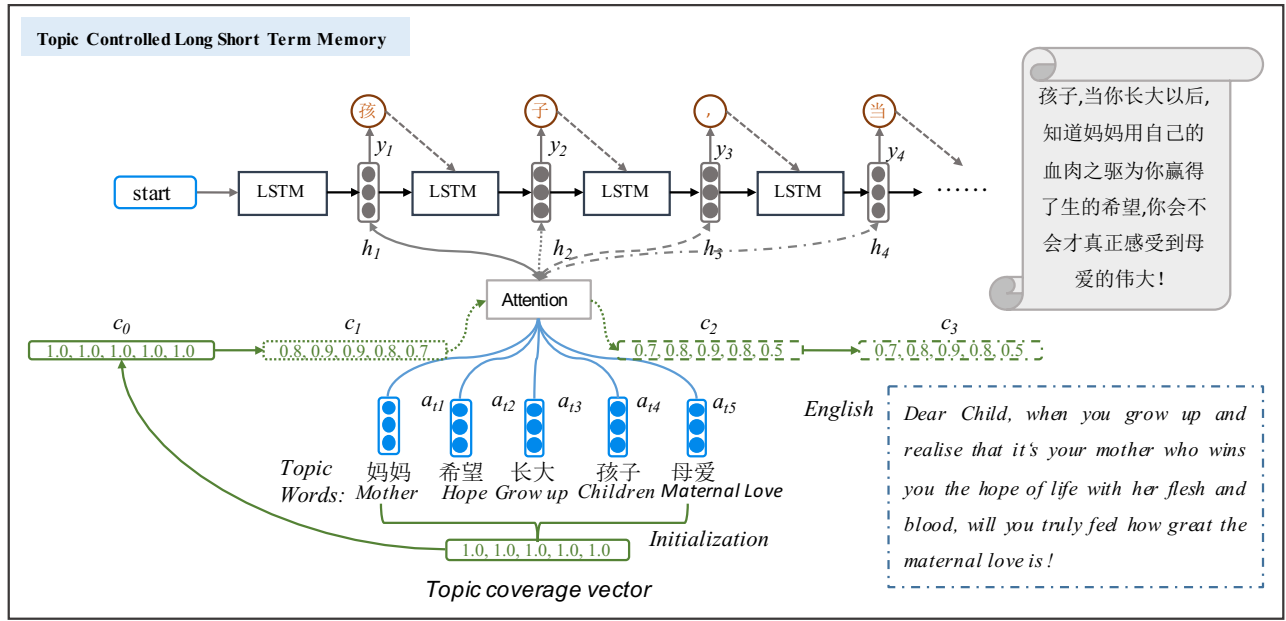 Topic Controlled Long Short Term Memory
孩 子 , 当
y1 y2 y3 y4
start LSTM LSTM LSTM LSTM ……
h1 h2 h3 h4
孩子,当你长大以后,
知道妈妈用自己的
血肉之驱为你赢得
了生的希望,你会不
会才真正感受到母
爱的伟大!
Attention
c0 c1 c2 c3
1.0, 1.0, 1.0, 1.0, 1.0 0.8, 0.9, 0.9, 0.8, 0.7 0.7, 0.8, 0.9, 0.8, 0.5 0.7, 0.8, 0.9, 0.8, 0.5
at1 at2 at3 at4 at5
Topic Words:
妈妈 希望 长大 孩子 母爱
Mother Hope Grow up Children Maternal Love
Initialization
1.0, 1.0, 1.0, 1.0, 1.0
Topic coverage vector
English
Dear Child, when you grow up and
realise that it‘s your mother who wins
you the hope of life with her flesh and
blood, will you truly feel how great the
maternal love is !